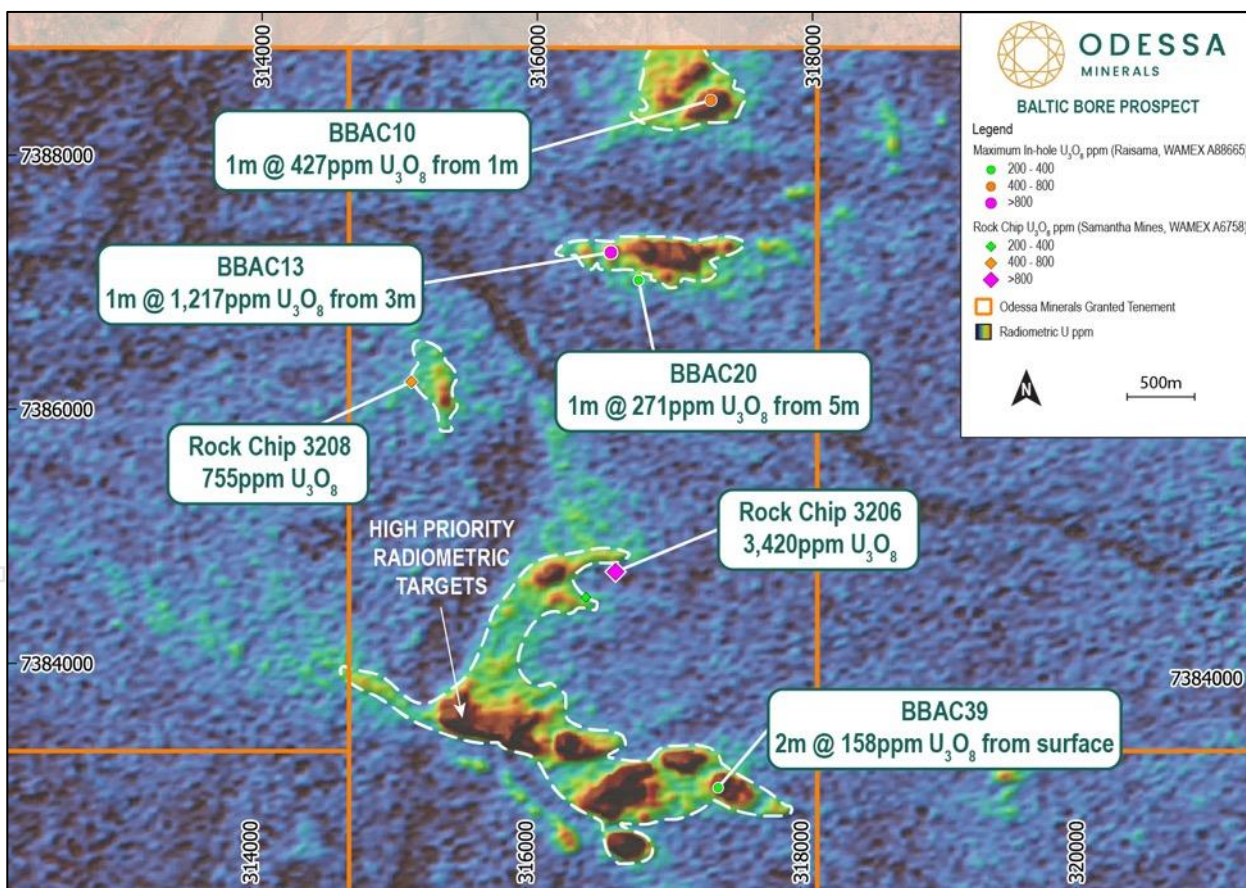 314000
316000
318000
ODESSA
MINERALS
BALTIC BORE PROSPECT
Legend
Maximum In-hole U₃O₈ ppm (Raisama, WAMEX A88665)
200 - 400
400 - 800
>800
Rock Chip U₃O₈ ppm (Samantha Mines, WAMEX A6758)
200 - 400
400 - 800
>800
Odessa Minerals Granted Tenement
Radiometric U ppm
N
500m
BBAC10
1m @ 427ppm U₃O₈ from 1m
7388000
BBAC13
1m @ 1,217ppm U₃O₈ from 3m
BBAC20
1m @ 271ppm U₃O₈ from 5m
7386000
Rock Chip 3208
755ppm U₃O₈
Rock Chip 3206
3,420ppm U₃O₈
HIGH PRIORITY
RADIOMETRIC
TARGETS
7384000
7384000
BBAC39
2m @ 158ppm U₃O₈ from surface
314000
316000
318000
320000